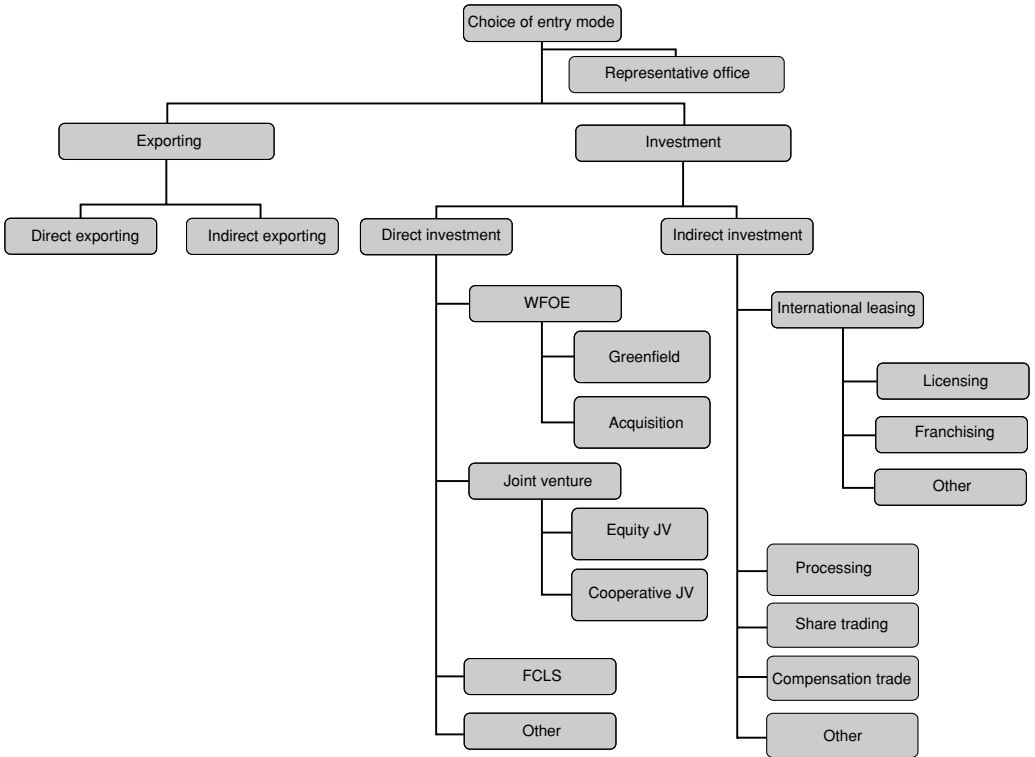 Choice of entry mode
Representative office
Exporting
Investment
Direct exporting
Indirect exporting
Direct investment
Indirect investment
WFOE
International leasing
Greenfield
Licensing
Acquisition
Franchising
Joint venture
Other
Equity JV
Processing
Cooperative JV
Share trading
FCLS
Compensation trade
Other
Other